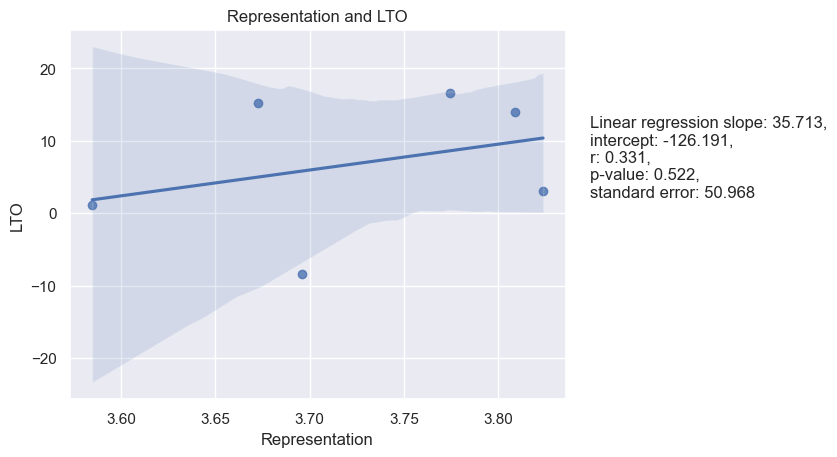 Representation and LTO
20
10
0
−10
−20
LTO
3.60 3.65 3.70 3.75 3.80
Representation
Linear regression slope: 35.713,
intercept: -126.191,
r: 0.331,
p-value: 0.522,
standard error: 50.968